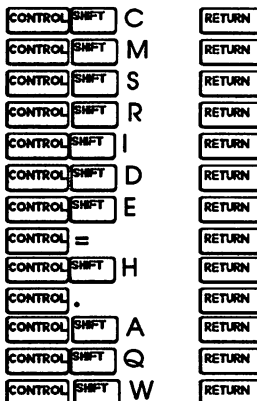 CONTROL SHIFT C RETURN
CONTROL SHIFT M RETURN
CONTROL SHIFT S RETURN
CONTROL SHIFT R RETURN
CONTROL SHIFT I RETURN
CONTROL SHIFT D RETURN
CONTROL SHIFT E RETURN
CONTROL = RETURN
CONTROL SHIFT H RETURN
CONTROL . RETURN
CONTROL SHIFT A RETURN
CONTROL SHIFT Q RETURN
CONTROL SHIFT W RETURN